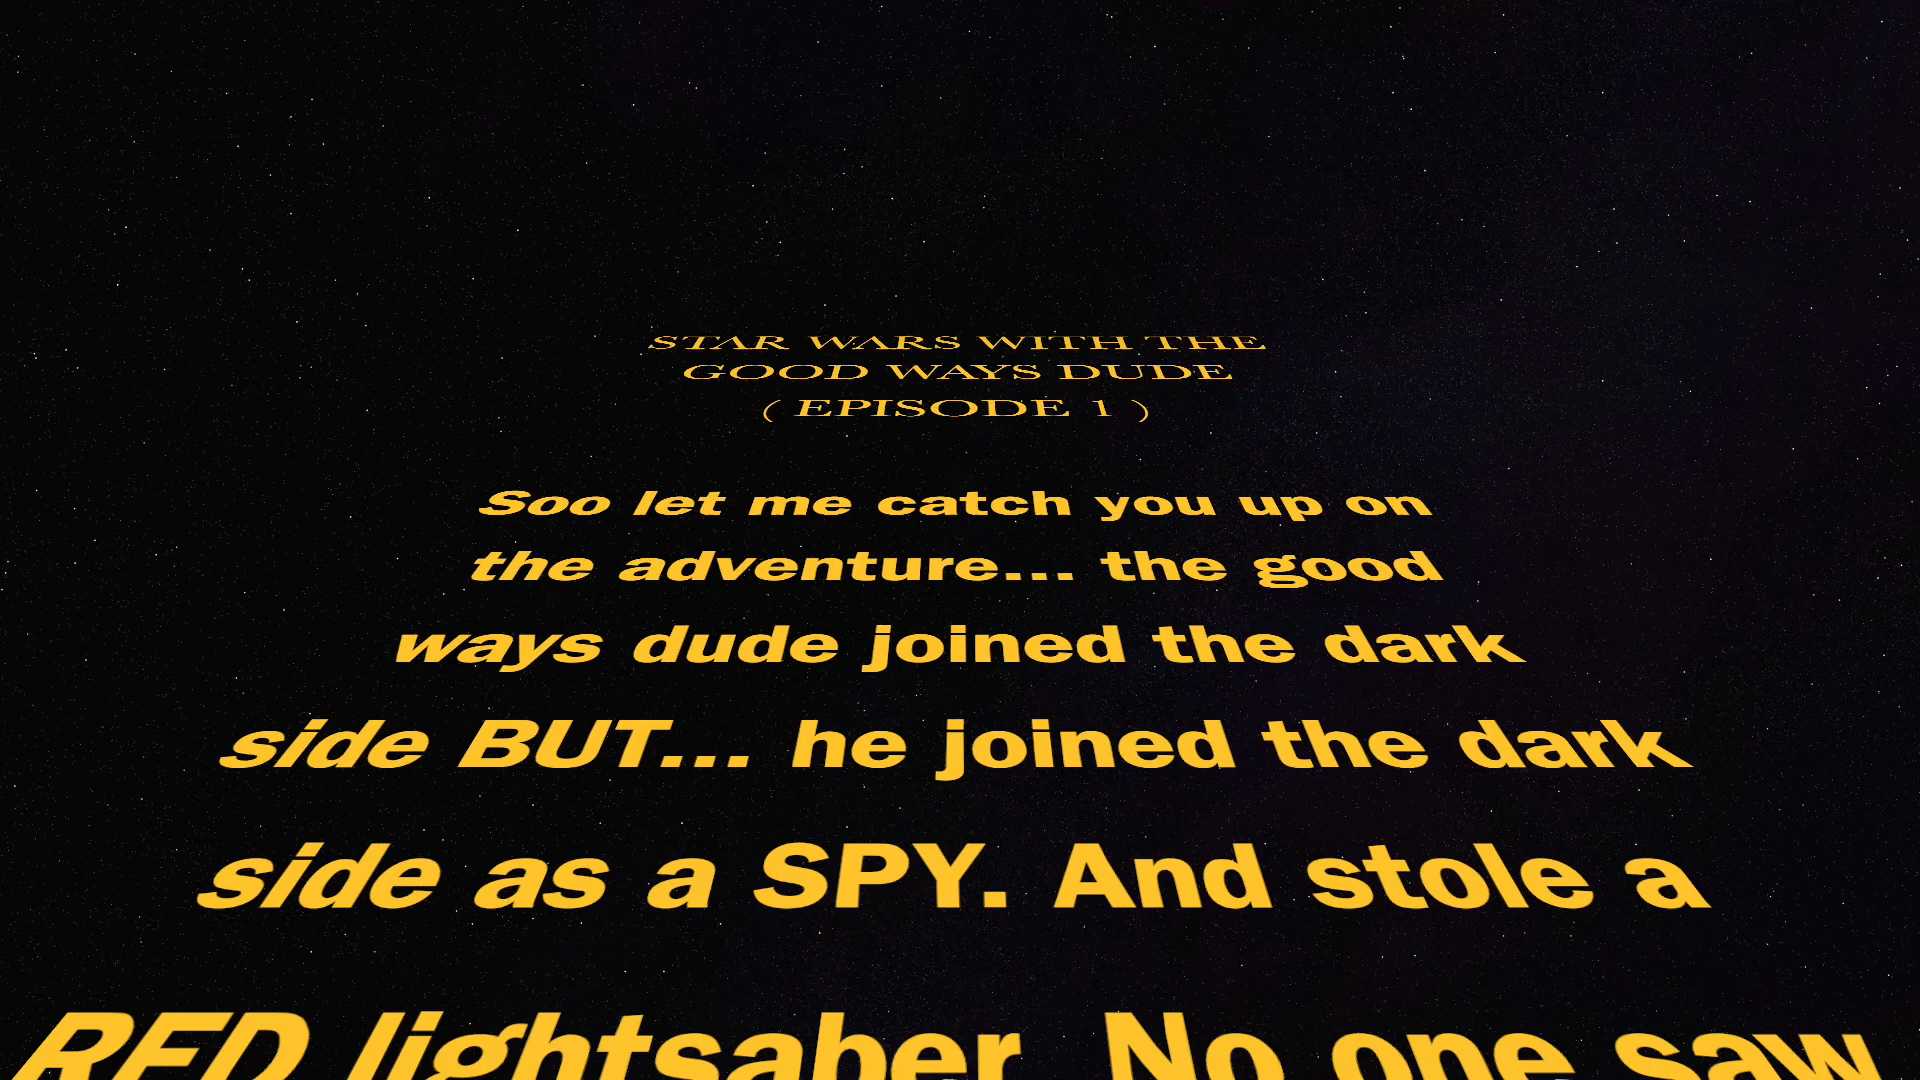 STAR WARS WITH THE
GOOD WAYS DUDE
( EPISODE 1 )
Soo let me catch you up on
the adventure... the good
ways dude joined the dark
side BUT... he joined the dark
side as a SPY. And stole a
RED lightsaber. No one saw